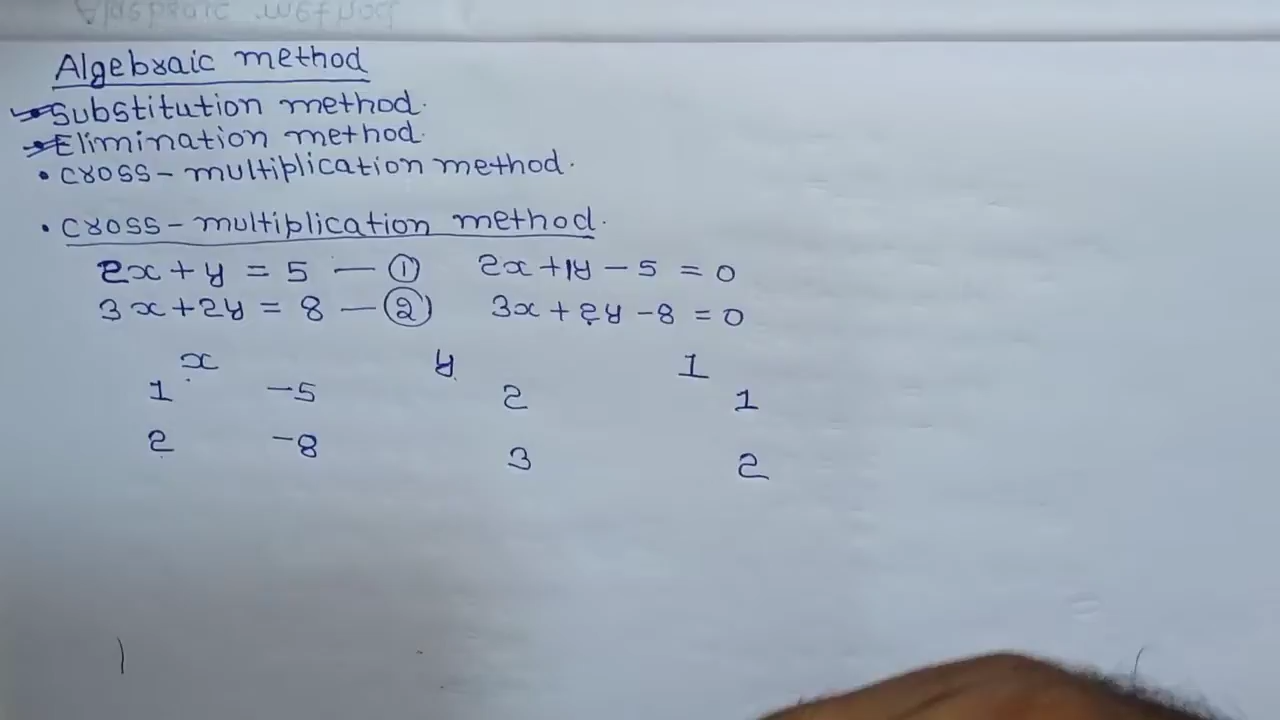 Algebraic method
Substitution method.
Elimination method.
• Cross-multiplication method.
• Cross-multiplication method.
2x + y = 5 — ① 2x + 1y - 5 = 0
3x + 2y = 8 — ② 3x + 2y - 8 = 0
x y 1
1 -5 2 1
2 -8 3 2